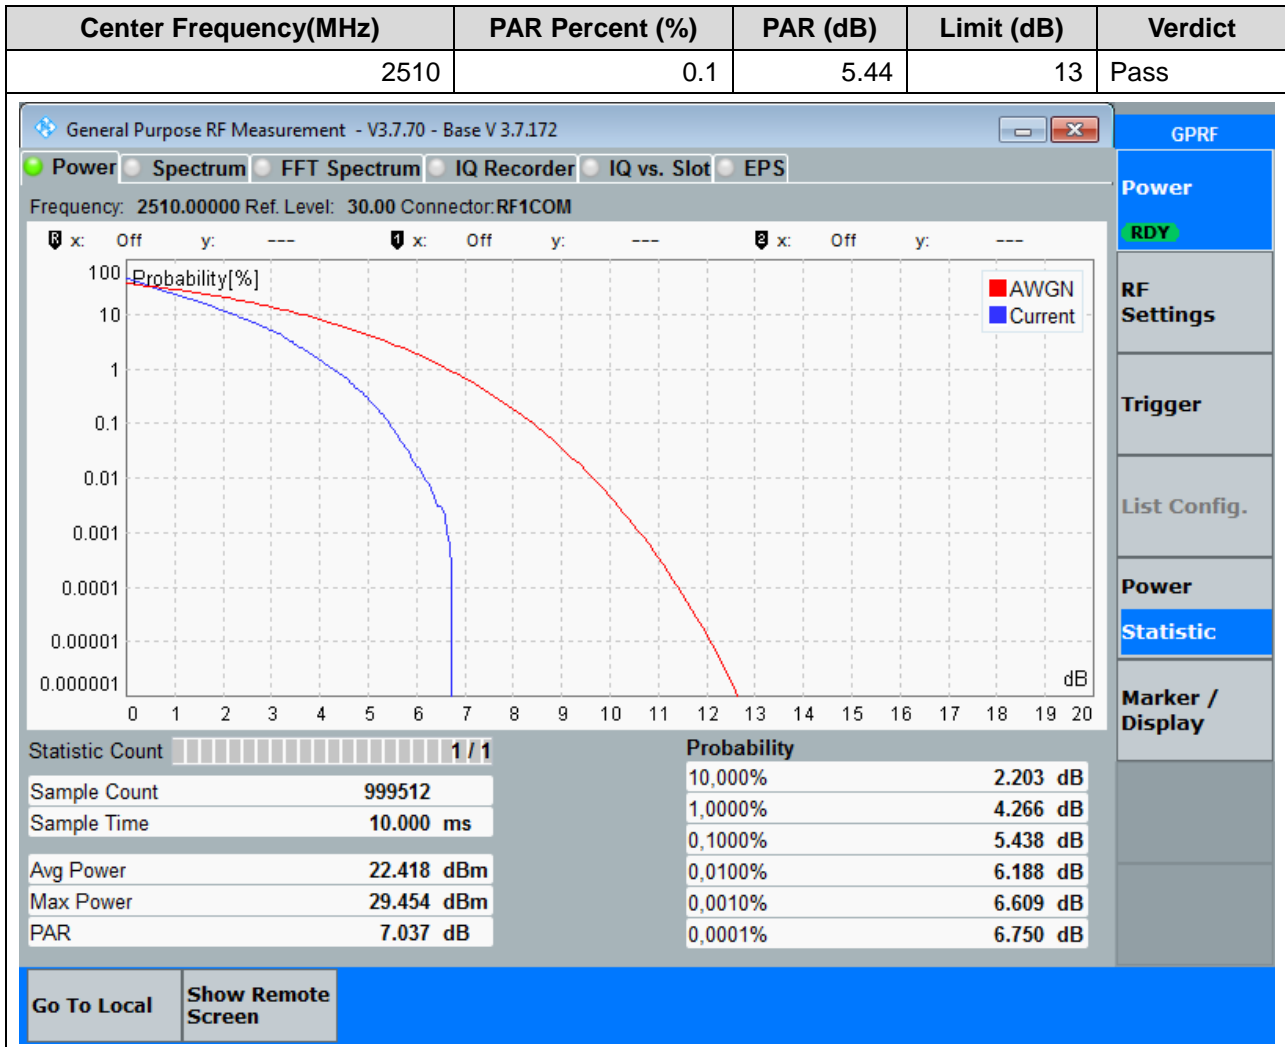 Center Frequency(MHz) PAR Percent (%) PAR (dB) Limit (dB) Verdict
2510 0.1 5.44 13 Pass
General Purpose RF Measurement - V3.7.70 - Base V 3.7.172
GPRF
Power Spectrum FFT Spectrum IQ Recorder IQ vs. Slot EPS
Frequency: 2510.00000 Ref. Level: 30.00 Connector: RF1COM
R x: Off y: --- 1 x: Off y: --- 2 x: Off y: ---
Probability[%]
AWGN
Current
100
10
1
0.1
0.01
0.001
0.0001
0.00001
0.000001
dB
0 1 2 3 4 5 6 7 8 9 10 11 12 13 14 15 16 17 18 19 20
Statistic Count 1 / 1
Sample Count 999512
Sample Time 10.000 ms
Avg Power 22.418 dBm
Max Power 29.454 dBm
PAR 7.037 dB
Probability
10,000% 2.203 dB
1,0000% 4.266 dB
0,1000% 5.438 dB
0,0100% 6.188 dB
0,0010% 6.609 dB
0,0001% 6.750 dB
Power
RDY
RF
Settings
Trigger
List Config.
Power
Statistic
Marker /
Display
Go To Local
Show Remote
Screen